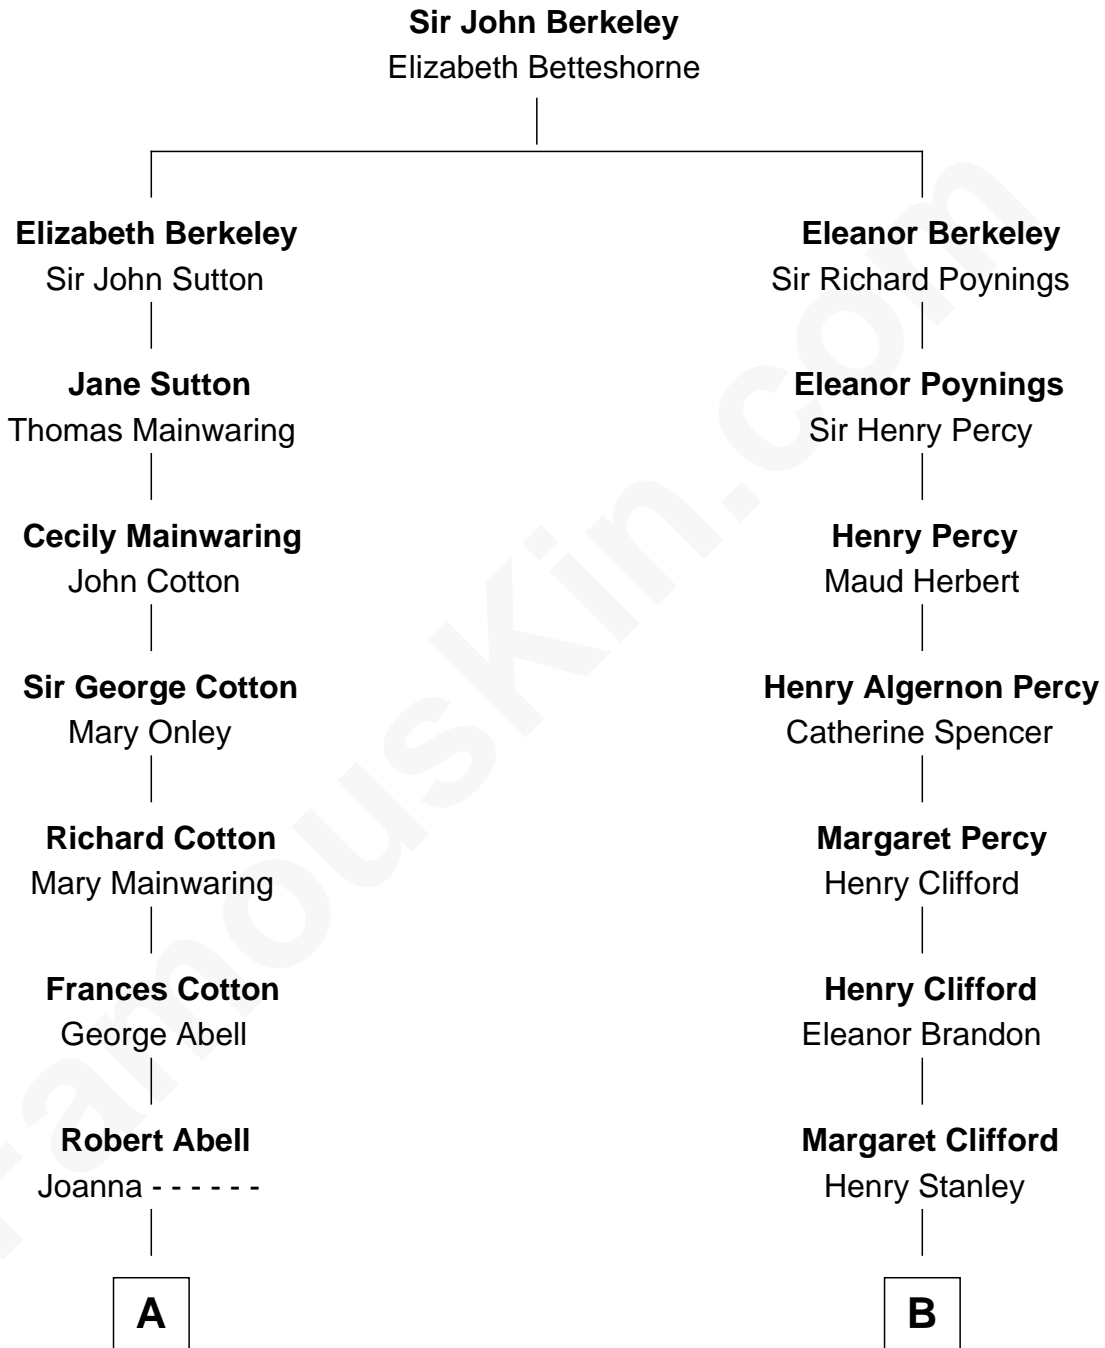 Sir John Berkeley
Elizabeth Betteshorne
Elizabeth Berkeley
Sir John Sutton
Jane Sutton
Thomas Mainwaring
Cecily Mainwaring
John Cotton
Sir George Cotton
Mary Onley
Richard Cotton
Mary Mainwaring
Frances Cotton
George Abell
Robert Abell
Joanna - - - - - -
A
Eleanor Berkeley
Sir Richard Poynings
Eleanor Poynings
Sir Henry Percy
Henry Percy
Maud Herbert
Henry Algernon Percy
Catherine Spencer
Margaret Percy
Henry Clifford
Henry Clifford
Eleanor Brandon
Margaret Clifford
Henry Stanley
B
FamousKin.com